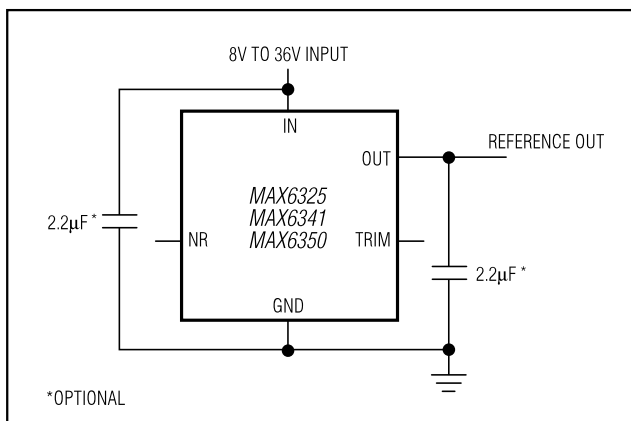 8V TO 36V INPUT
IN
OUT
REFERENCE OUT
MAX6325
MAX6341
MAX6350
2.2μF *
NR
TRIM
2.2μF *
GND
*OPTIONAL